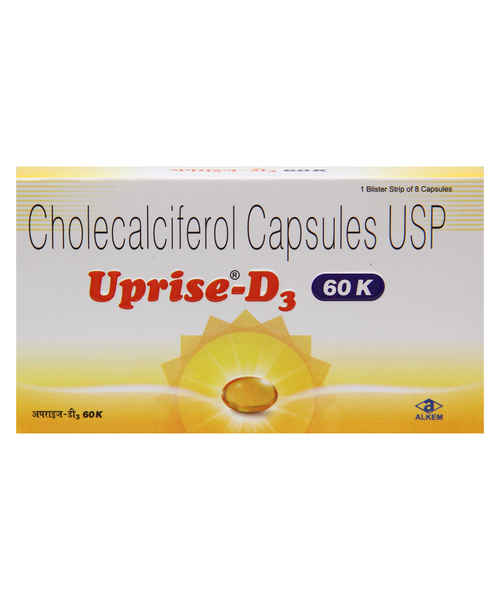 1 Blister Strip of 8 Capsules
Cholecalciferol Capsules USP
Uprise®-D3 60 K
अपराइज-डी3 60K
ALKEM